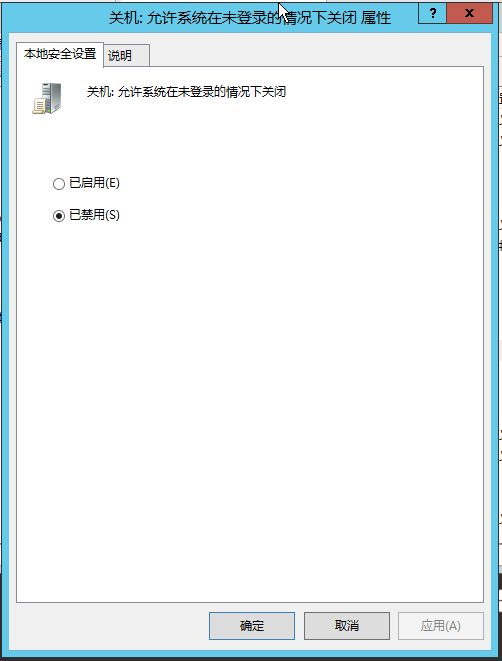 关机: 允许系统在未登录的情况下关闭 属性
? x
本地安全设置 说明
关机: 允许系统在未登录的情况下关闭
已启用(E)
已禁用(S)
确定 取消 应用(A)